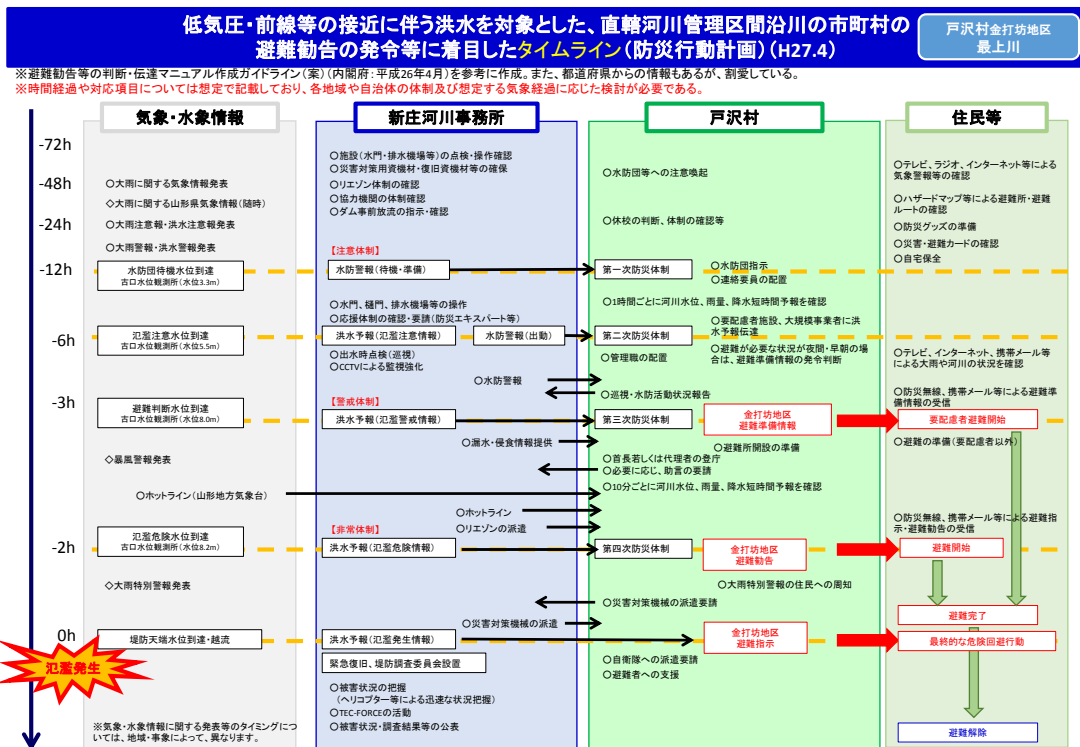 低気圧・前線等の接近に伴う洪水を対象とした、直轄河川管理区間沿川の市町村の
避難勧告の発令等に着目したタイムライン(防災行動計画)(H27.4)
戸沢村金打坊地区
最上川
※避難勧告等の判断・伝達マニュアル作成ガイドライン(案)(内閣府:平成26年4月)を参考に作成。また、都道府県からの情報もあるが、割愛している。
※時間経過や対応項目については想定で記載しており、各地域や自治体の体制及び想定する気象経過に応じた検討が必要である。
-72h
-48h
-24h
-12h
-6h
-3h
-2h
0h
氾濫発生
気象・水象情報
○大雨に関する気象情報発表
◇大雨に関する山形県気象情報(随時)
○大雨注意報・洪水注意報発表
○大雨警報・洪水警報発表
水防団待機水位到達
古口水位観測所(水位3.3m)
氾濫注意水位到達
古口水位観測所(水位5.5m)
避難判断水位到達
古口水位観測所(水位8.0m)
◇暴風警報発表
○ホットライン(山形地方気象台)
氾濫危険水位到達
古口水位観測所(水位8.2m)
◇大雨特別警報発表
堤防天端水位到達・越流
※気象・水象情報に関する発表等のタイミングにつ
いては、地域・事象によって、異なります。
新庄河川事務所
○施設(水門・排水機場等)の点検・操作確認
○災害対策用資機材・復旧資機材等の確保
○リエゾン体制の確認
○協力機関の体制確認
○ダム事前放流の指示・確認
【注意体制】
水防警報(待機・準備)
○水門、樋門、排水機場等の操作
○応援体制の確認・要請(防災エキスパート等)
洪水予報(氾濫注意情報)
水防警報(出動)
○出水時点検(巡視)
○CCTVによる監視強化
○水防警報
【警戒体制】
洪水予報(氾濫警戒情報)
○漏水・侵食情報提供
○ホットライン
○リエゾンの派遣
【非常体制】
洪水予報(氾濫危険情報)
○災害対策機械の派遣
洪水予報(氾濫発生情報)
緊急復旧、堤防調査委員会設置
○被害状況の把握
(ヘリコプター等による迅速な状況把握)
○TEC-FORCEの活動
○被害状況・調査結果等の公表
戸沢村
○水防団等への注意喚起
○休校の判断、体制の確認等
第一次防災体制
○水防団指示
○連絡要員の配置
○1時間ごとに河川水位、雨量、降水短時間予報を確認
第二次防災体制
○要配慮者施設、大規模事業者に洪
水予報伝達
○管理職の配置
○避難が必要な状況が夜間・早朝の場
合は、避難準備情報の発令判断
○巡視・水防活動状況報告
第三次防災体制
金打坊地区
避難準備情報
○避難所開設の準備
○首長若しくは代理者の登庁
○必要に応じ、助言の要請
○10分ごとに河川水位、雨量、降水短時間予報を確認
第四次防災体制
金打坊地区
避難勧告
○大雨特別警報の住民への周知
○災害対策機械の派遣要請
金打坊地区
避難指示
○自衛隊への派遣要請
○避難者への支援
住民等
○テレビ、ラジオ、インターネット等による
気象警報等の確認
○ハザードマップ等による避難所・避難
ルートの確認
○防災グッズの準備
○災害・避難カードの確認
○自宅保全
○テレビ、インターネット、携帯メール等
による大雨や河川の状況を確認
○防災無線、携帯メール等による避難準
備情報の受信
要配慮者避難開始
○避難の準備(要配慮者以外)
○防災無線、携帯メール等による避難指
示・避難勧告の受信
避難開始
避難完了
最終的な危険回避行動
避難解除